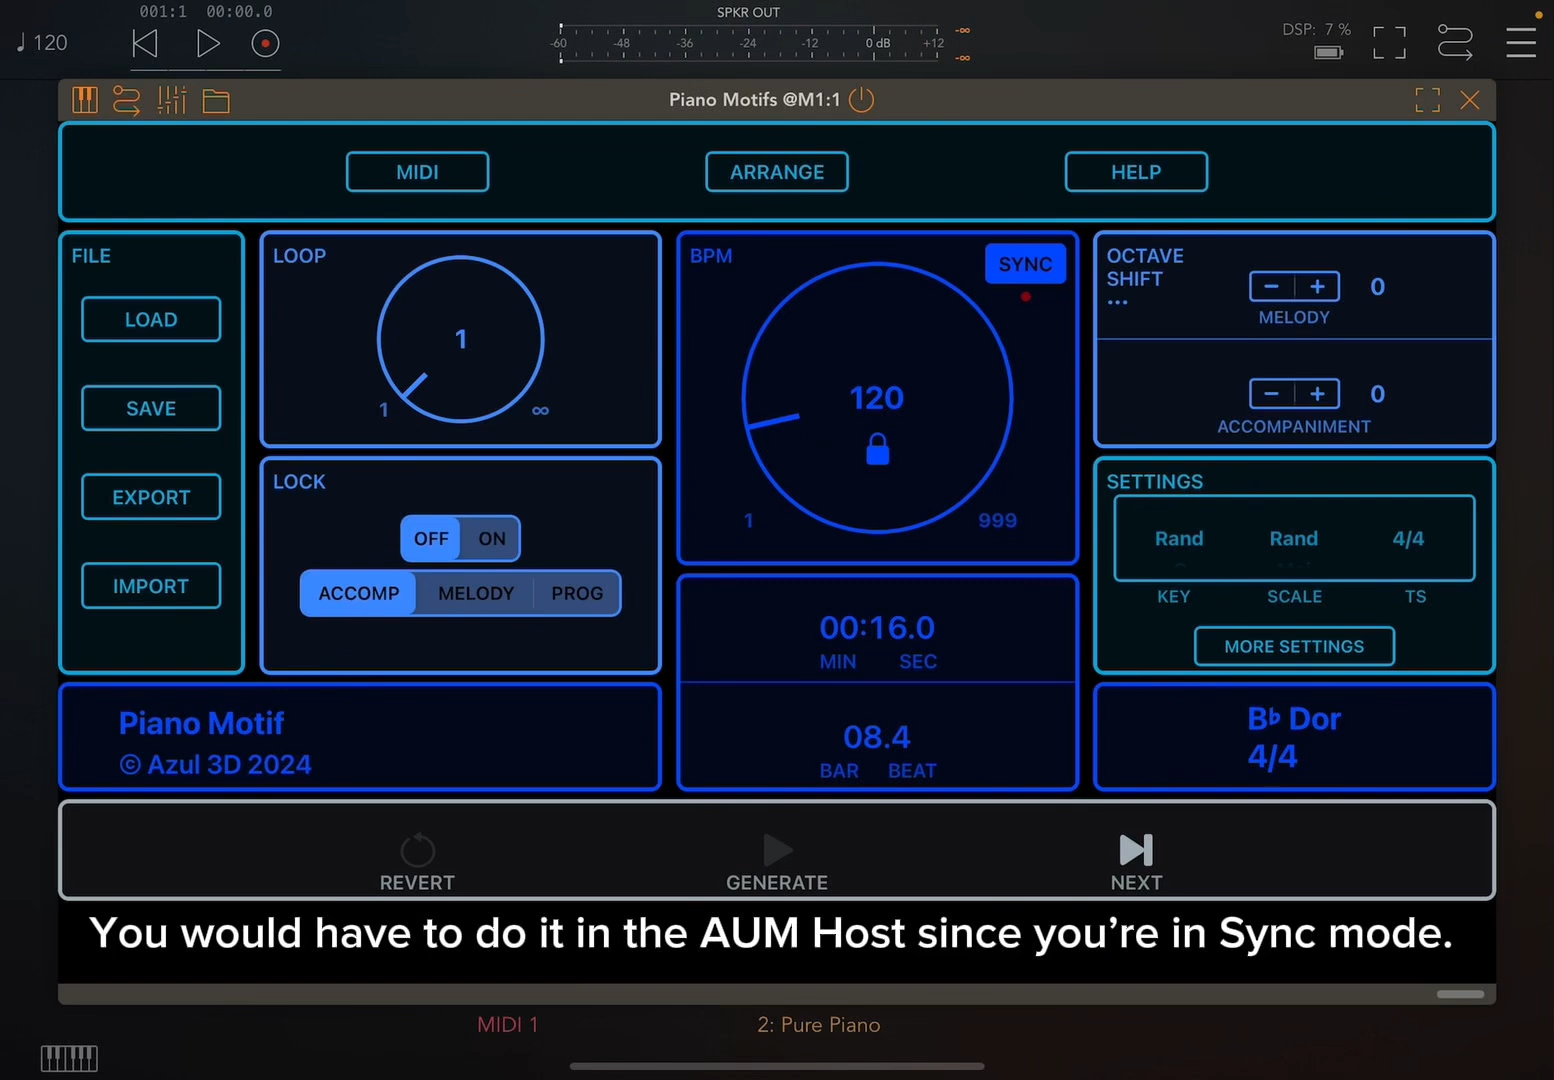 001:1 00:00.0
SPKR OUT
♩ 120
-60 -48 -36 -24 -12 0 dB +12
-∞
-∞
DSP: 7 %
Piano Motifs @M1:1
MIDI
ARRANGE
HELP
FILE
LOAD
SAVE
EXPORT
IMPORT
LOOP
1
1 ∞
LOCK
OFF ON
ACCOMP MELODY PROG
BPM
SYNC
120
1 999
00:16.0
MIN SEC
08.4
BAR BEAT
OCTAVE
SHIFT
...
− + 0
MELODY
− + 0
ACCOMPANIMENT
SETTINGS
Rand Rand 4/4
KEY SCALE TS
MORE SETTINGS
Piano Motif
© Azul 3D 2024
B♭ Dor
4/4
REVERT
GENERATE
NEXT
You would have to do it in the AUM Host since you’re in Sync mode.
MIDI 1
2: Pure Piano